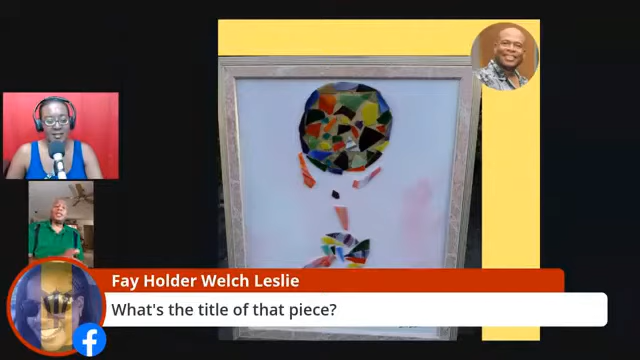 Fay Holder Welch Leslie
What's the title of that piece?